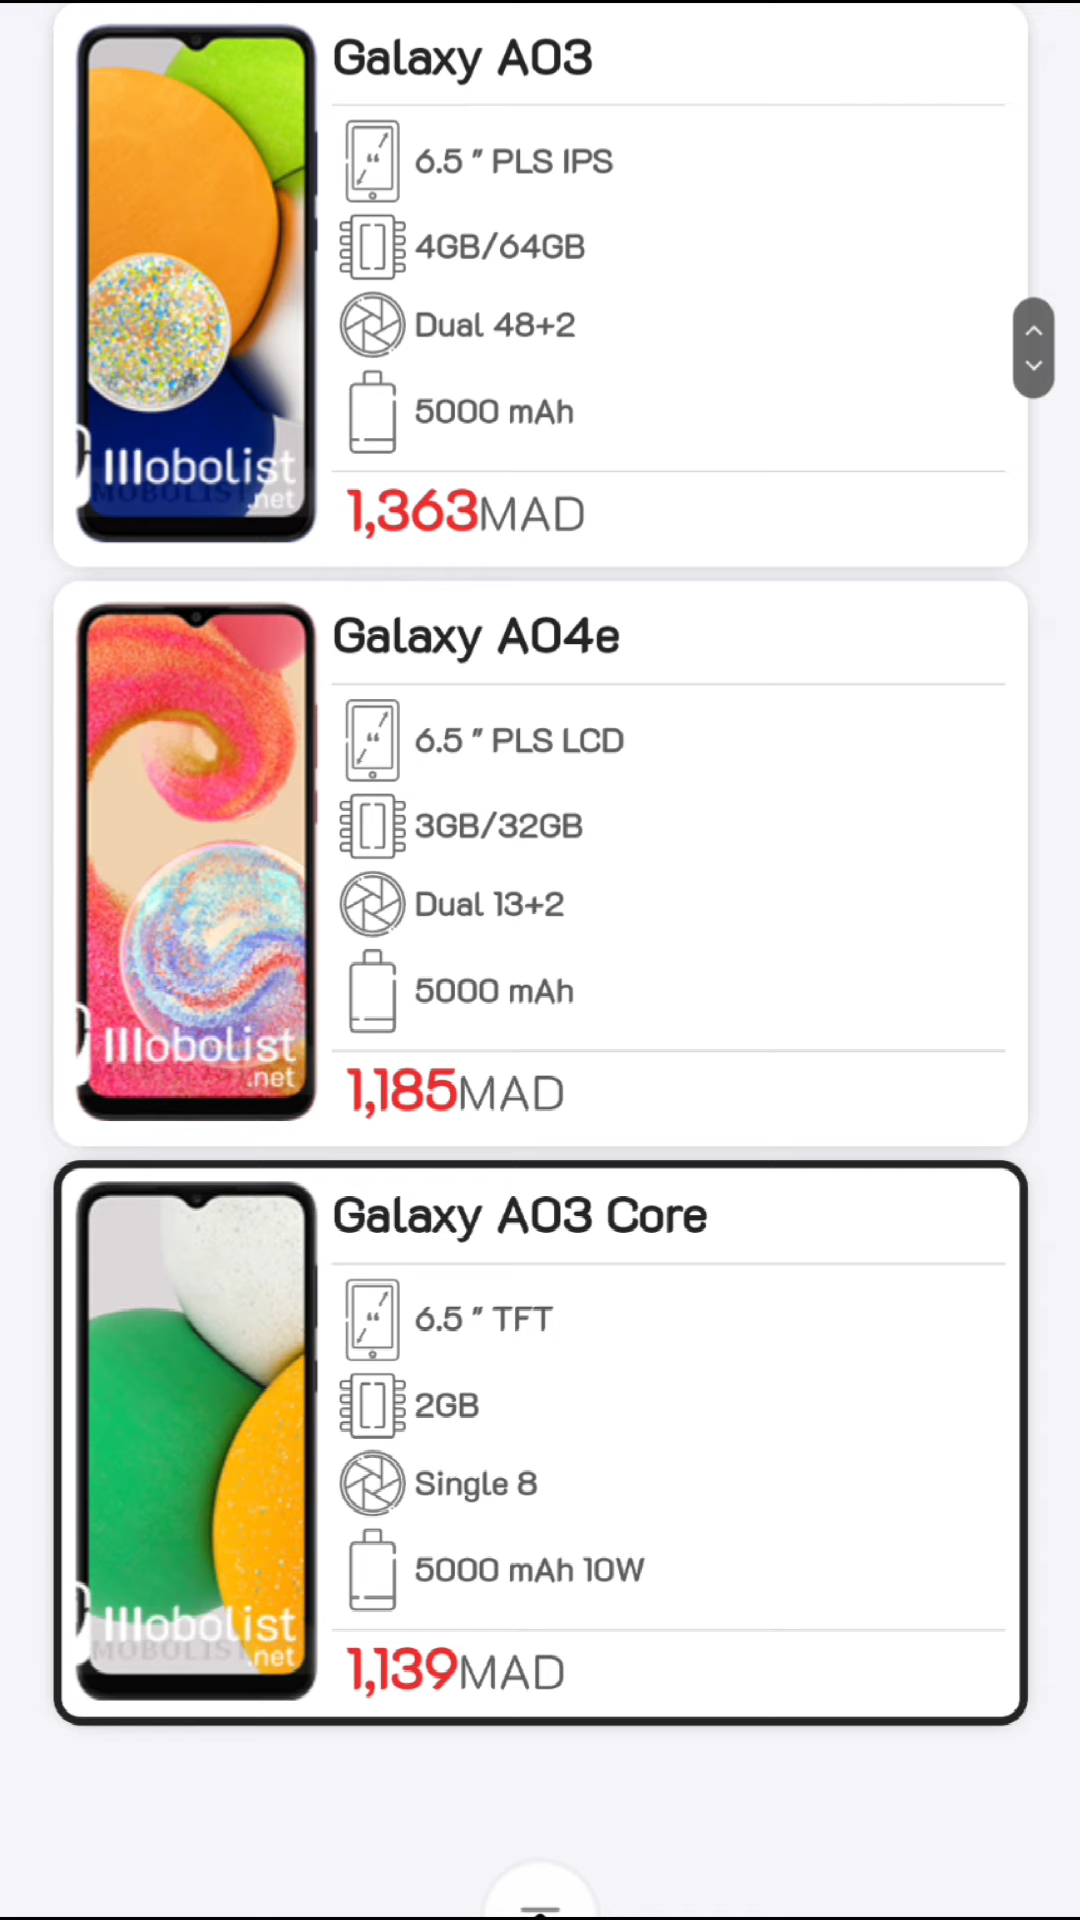 Galaxy A03
6.5 " PLS IPS
4GB/64GB
Dual 48+2
5000 mAh
1,363MAD
Mobolist
.net
MOBOLIST
Galaxy A04e
6.5 " PLS LCD
3GB/32GB
Dual 13+2
5000 mAh
1,185MAD
Mobolist
.net
Galaxy A03 Core
6.5 " TFT
2GB
Single 8
5000 mAh 10W
1,139MAD
Mobolist
.net
MOBOLIST